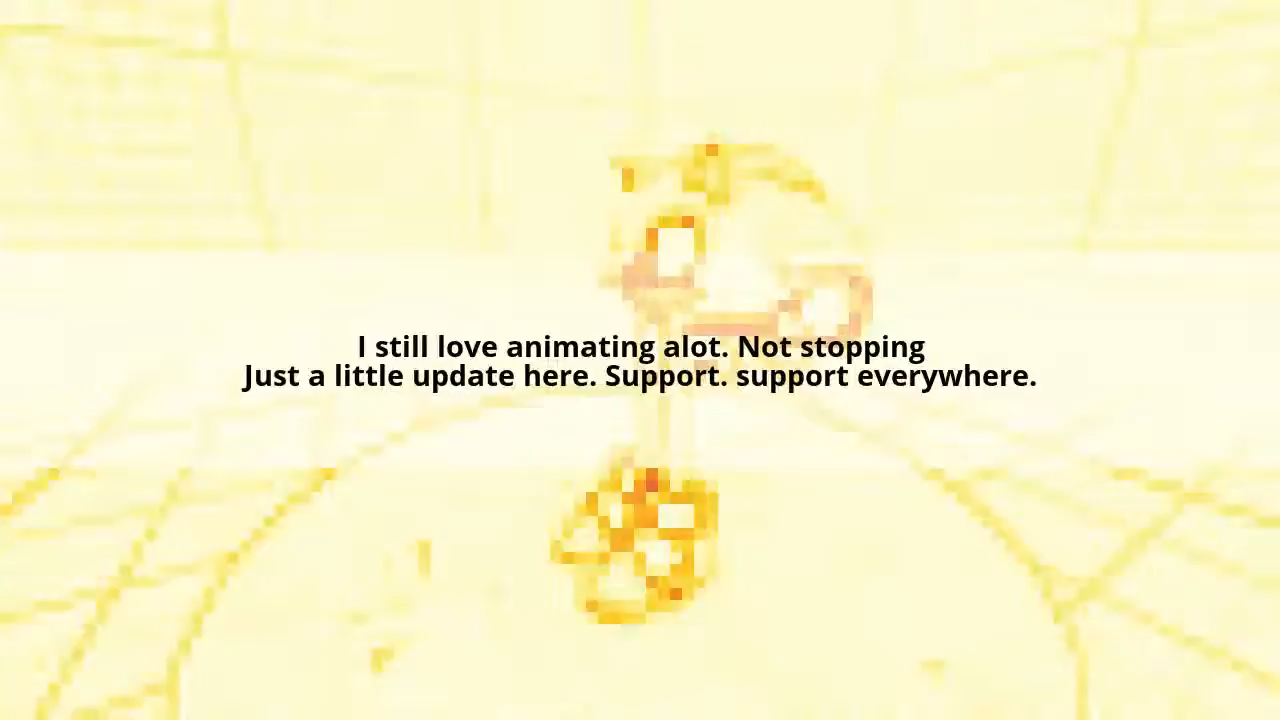 I still love animating alot. Not stopping
Just a little update here. Support. support everywhere.